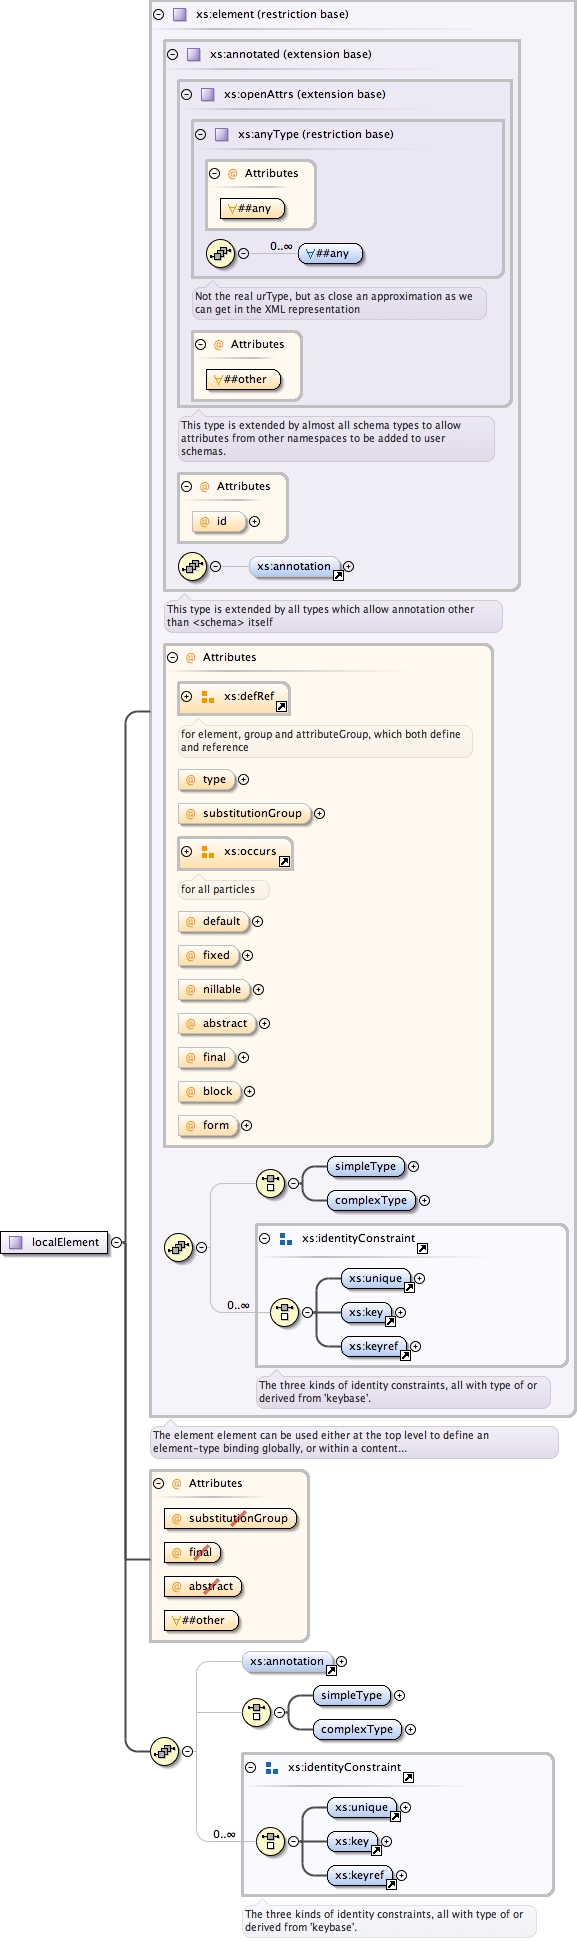 xs:element (restriction base)
xs:annotated (extension base)
xs:openAttrs (extension base)
xs:anyType (restriction base)
@ Attributes
∀##any
0..∞
∀##any
Not the real urType, but as close an approximation as we
can get in the XML representation
@ Attributes
∀##other
This type is extended by almost all schema types to allow
attributes from other namespaces to be added to user
schemas.
@ Attributes
@ id
xs:annotation
This type is extended by all types which allow annotation other
than <schema> itself
@ Attributes
xs:defRef
for element, group and attributeGroup, which both define
and reference
@ type
@ substitutionGroup
xs:occurs
for all particles
@ default
@ fixed
@ nillable
@ abstract
@ final
@ block
@ form
simpleType
complexType
localElement
xs:identityConstraint
0..∞
xs:unique
xs:key
xs:keyref
The three kinds of identity constraints, all with type of or
derived from 'keybase'.
The element element can be used either at the top level to define an
element-type binding globally, or within a content...
@ Attributes
@ substitutionGroup
@ final
@ abstract
∀##other
xs:annotation
simpleType
complexType
xs:identityConstraint
0..∞
xs:unique
xs:key
xs:keyref
The three kinds of identity constraints, all with type of or
derived from 'keybase'.